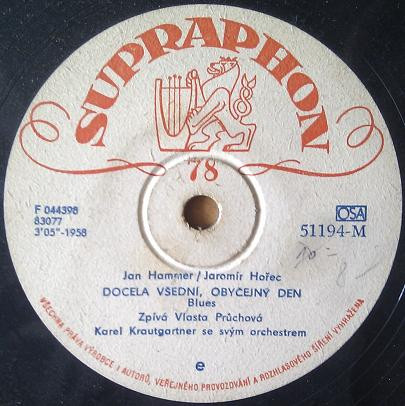 SUPRAPHON
78
F 044398
83077
3'05"-1958
OSA
51194-M
Jan Hammer/Jaromír Hořec
DOCELA VŠEDNÍ, OBYČEJNÝ DEN
Blues
Zpívá Vlasta Průchová
Karel Krautgartner se svým orchestrem
e
VŠECHNA PRÁVA VÝROBCE I AUTORŮ, VEŘEJNÉHO PROVOZOVÁNÍ A ROZHLASOVÉHO ŠÍŘENÍ VYHRAŽENA